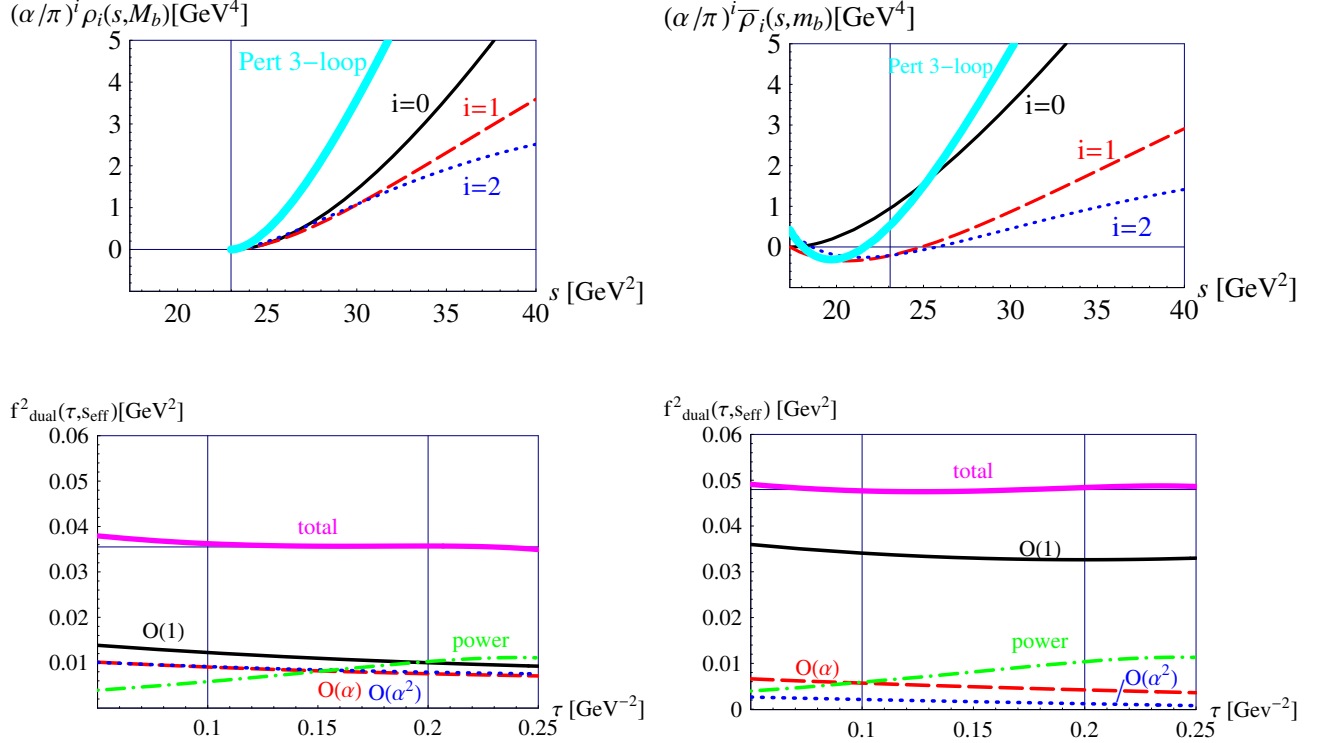 (α/π)^i ρ_i(s,M_b)[GeV^4]
5
4
3
2
1
0
Pert 3−loop
i=0
i=1
i=2
20 25 30 35 40
s [GeV^2]
(α/π)^i ρ̅_i(s,m_b)[GeV^4]
5
4
3
2
1
0
Pert 3−loop
i=0
i=1
i=2
20 25 30 35 40
s [GeV^2]
f^2_dual(τ,s_eff)[GeV^2]
0.06
0.05
0.04
0.03
0.02
0.01
total
O(1)
power
O(α) O(α^2)
0.1 0.15 0.2 0.25
τ [GeV^−2]
f^2_dual(τ,s_eff) [Gev^2]
0.06
0.05
0.04
0.03
0.02
0.01
0
total
O(1)
power
O(α)
O(α^2)
0.1 0.15 0.2 0.25
τ [Gev^−2]